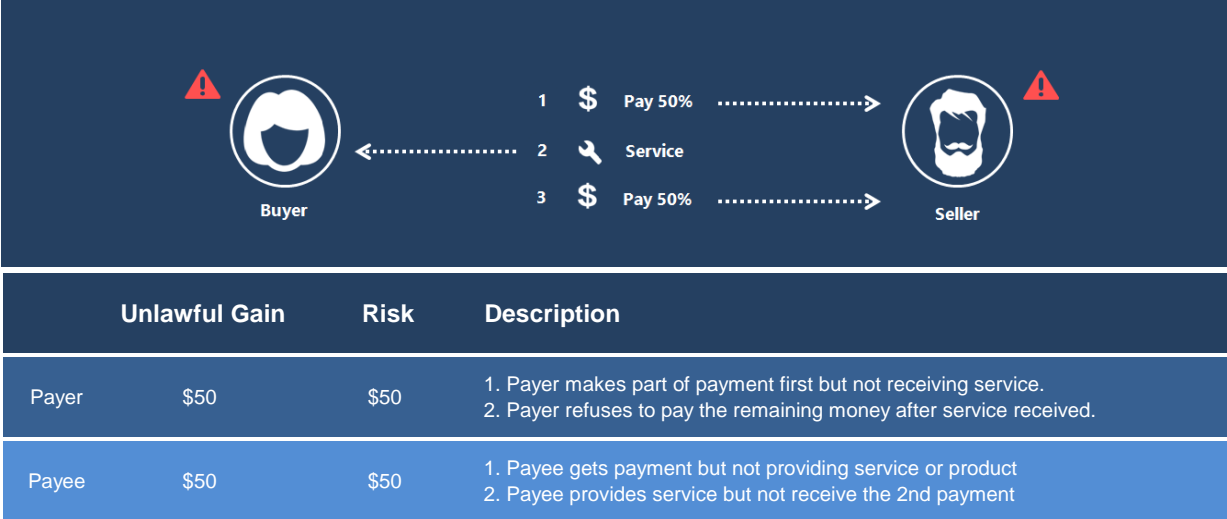 1 $ Pay 50%
2 Service
3 $ Pay 50%
Buyer
Seller
Unlawful Gain Risk Description
Payer $50 $50
1. Payer makes part of payment first but not receiving service.
2. Payer refuses to pay the remaining money after service received.
Payee $50 $50
1. Payee gets payment but not providing service or product
2. Payee provides service but not receive the 2nd payment